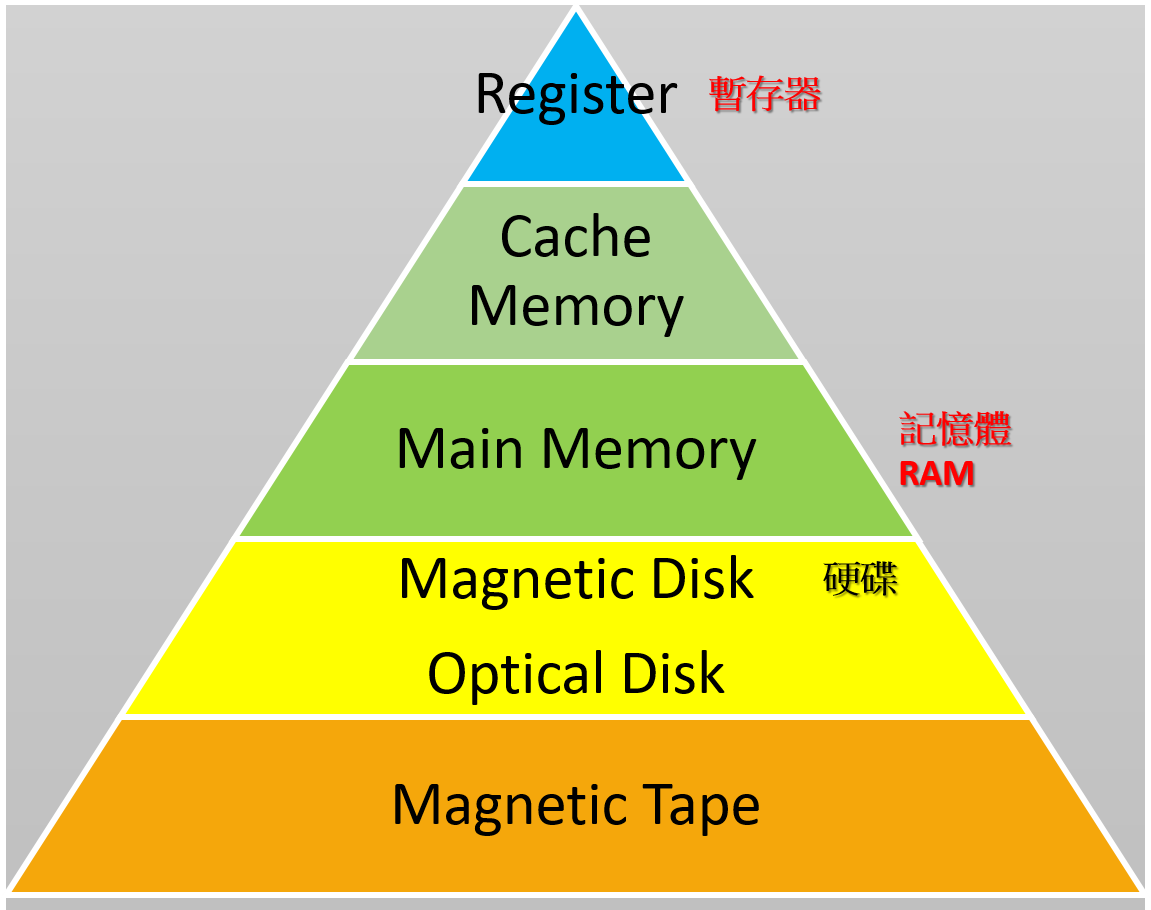 Register
暫存器
Cache
Memory
Main Memory
記憶體
RAM
Magnetic Disk
硬碟
Optical Disk
Magnetic Tape